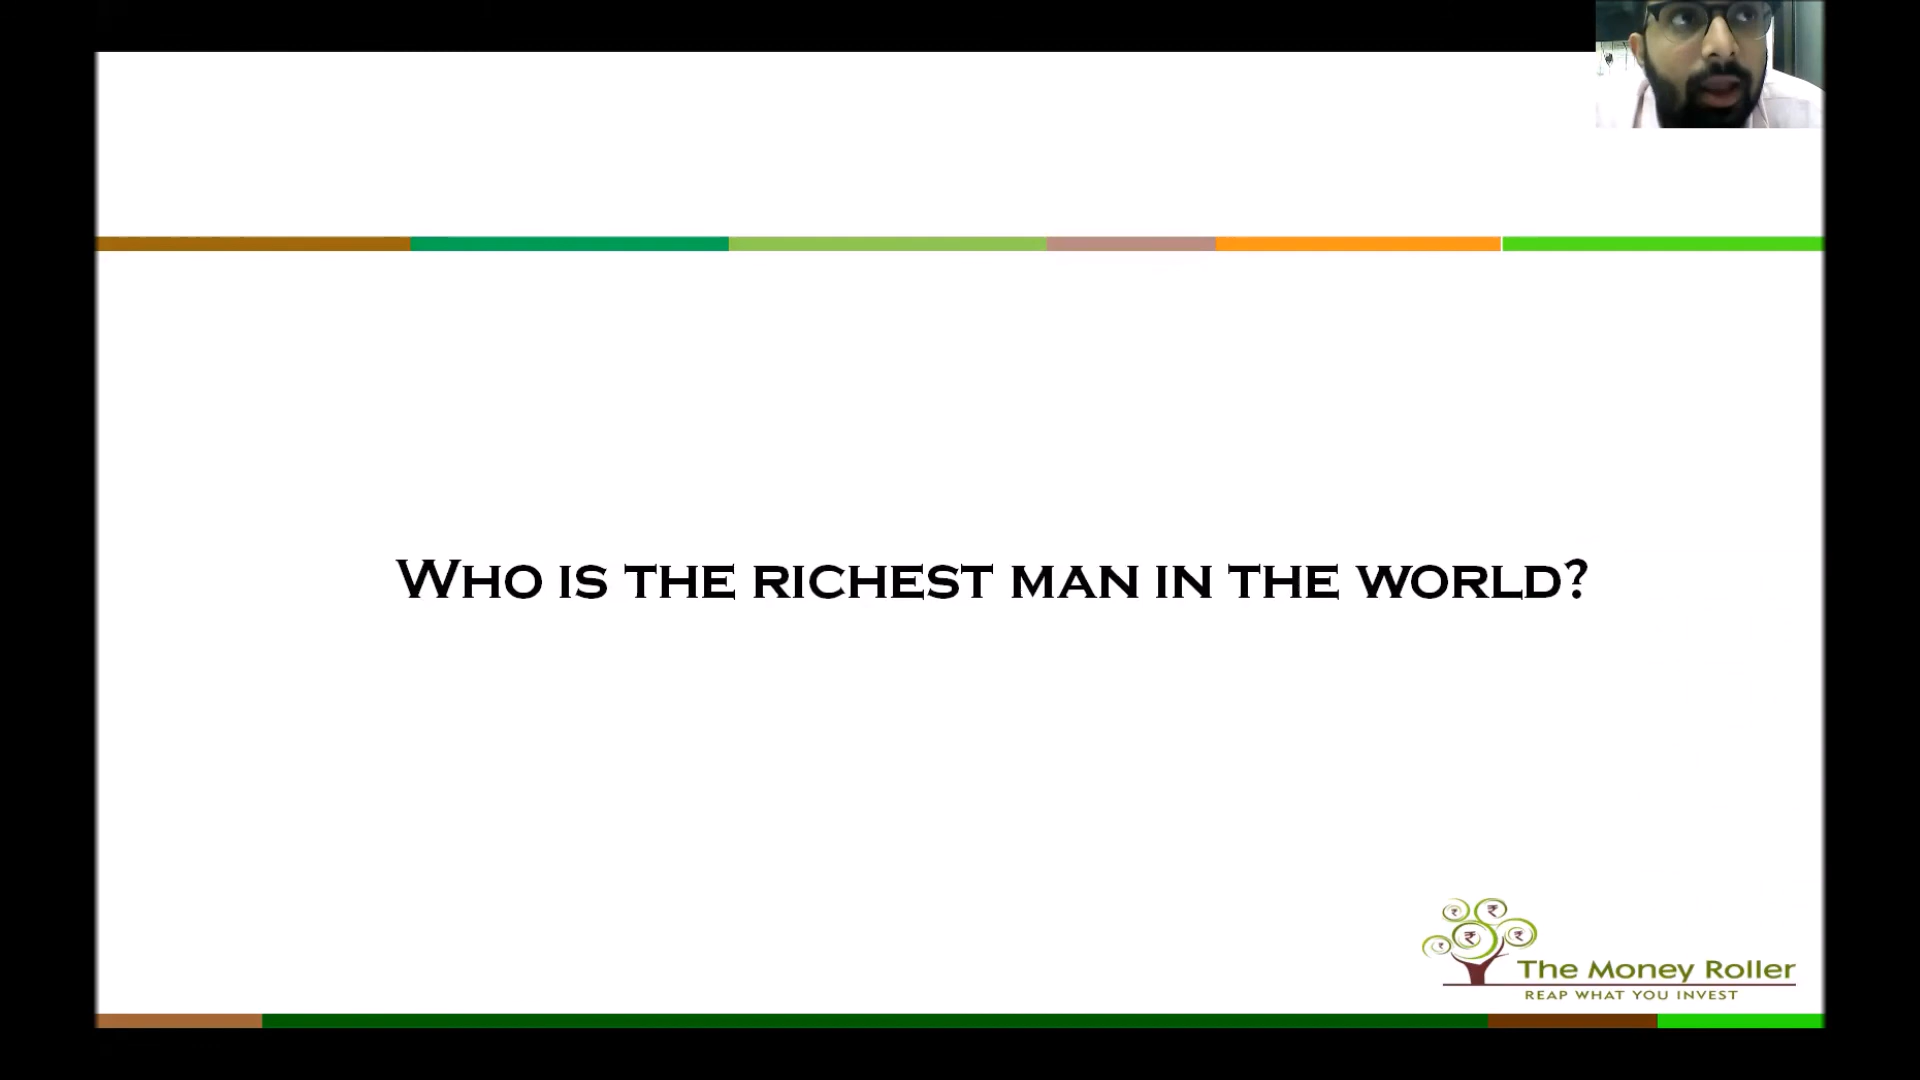 Who is the richest man in the world?
₹ ₹
₹ ₹ ₹
The Money Roller
REAP WHAT YOU INVEST